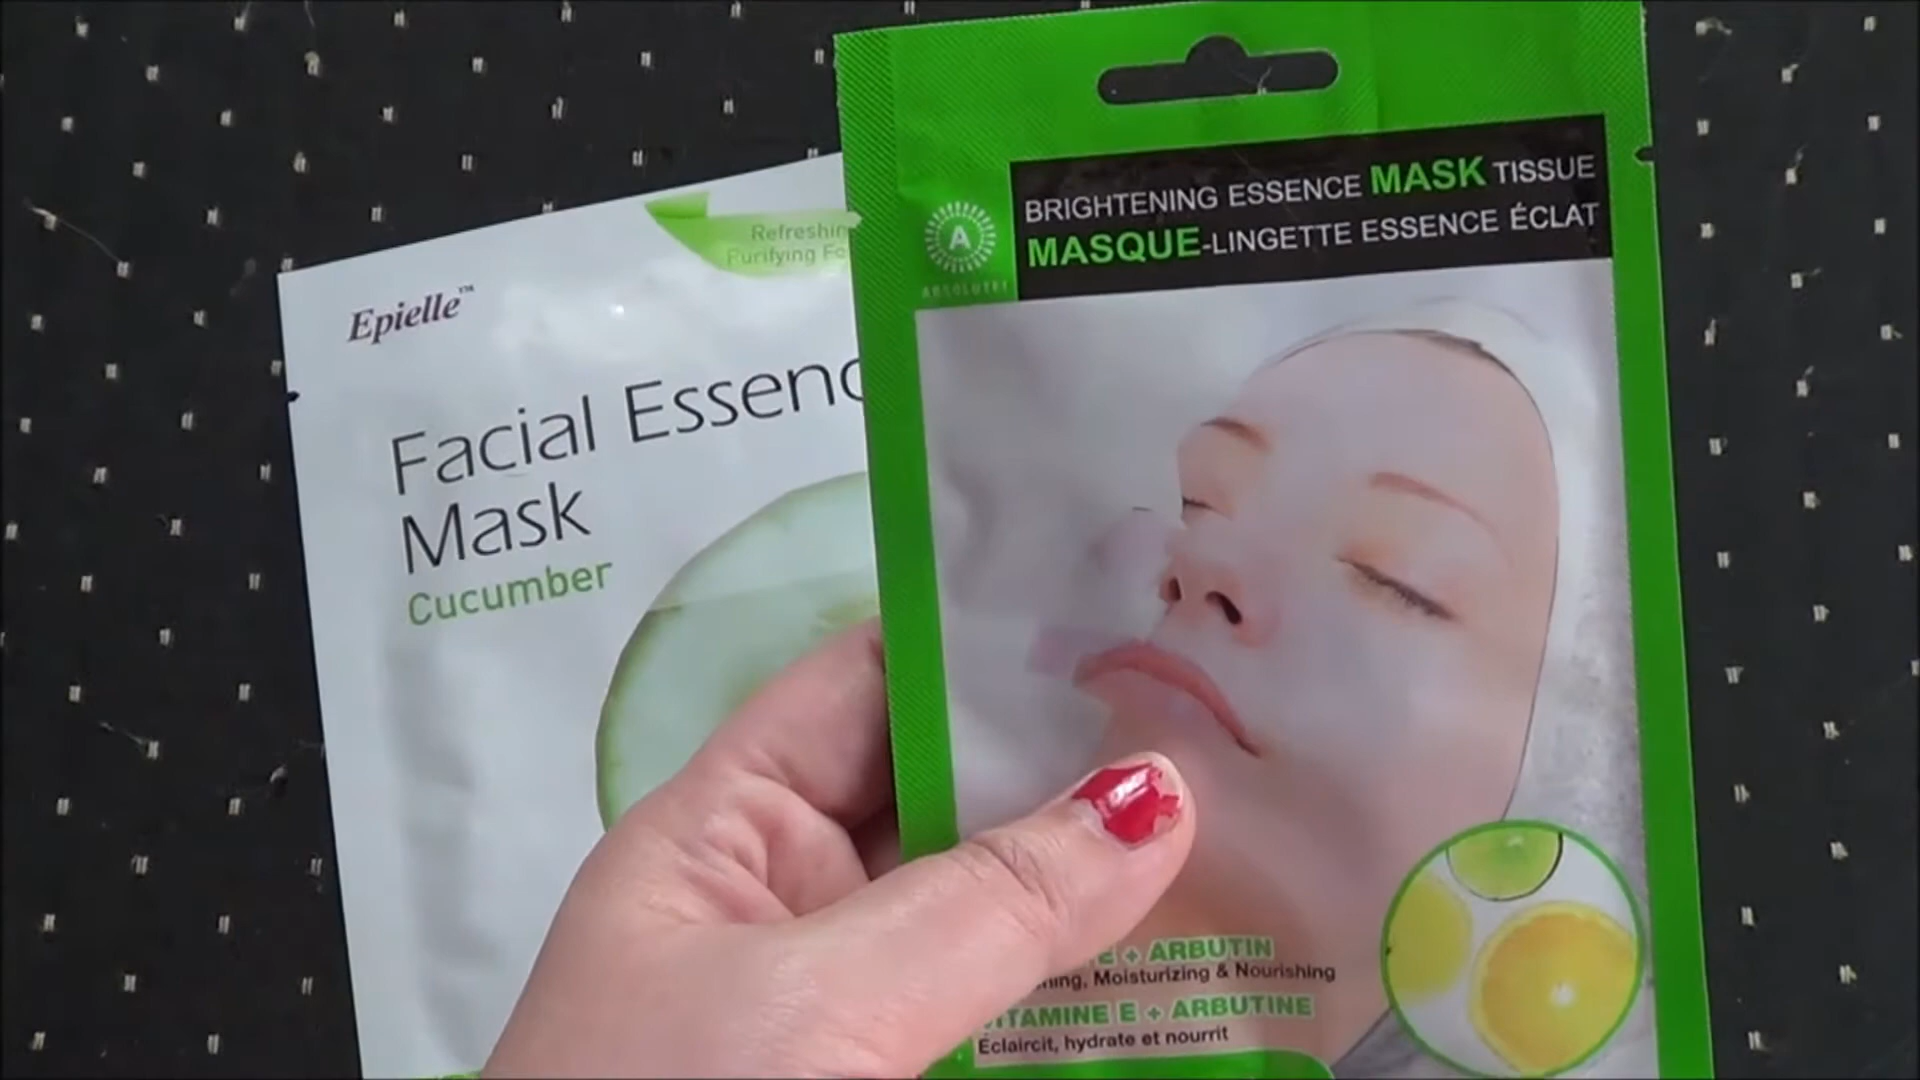 Epielle™
Refreshin
Purifying Fo
Facial Essenc
Mask
Cucumber
A
ABSOLUTE!
BRIGHTENING ESSENCE MASK TISSUE
MASQUE-LINGETTE ESSENCE ÉCLAT
E + ARBUTIN
ning, Moisturizing & Nourishing
VITAMINE E + ARBUTINE
Éclaircit, hydrate et nourrit